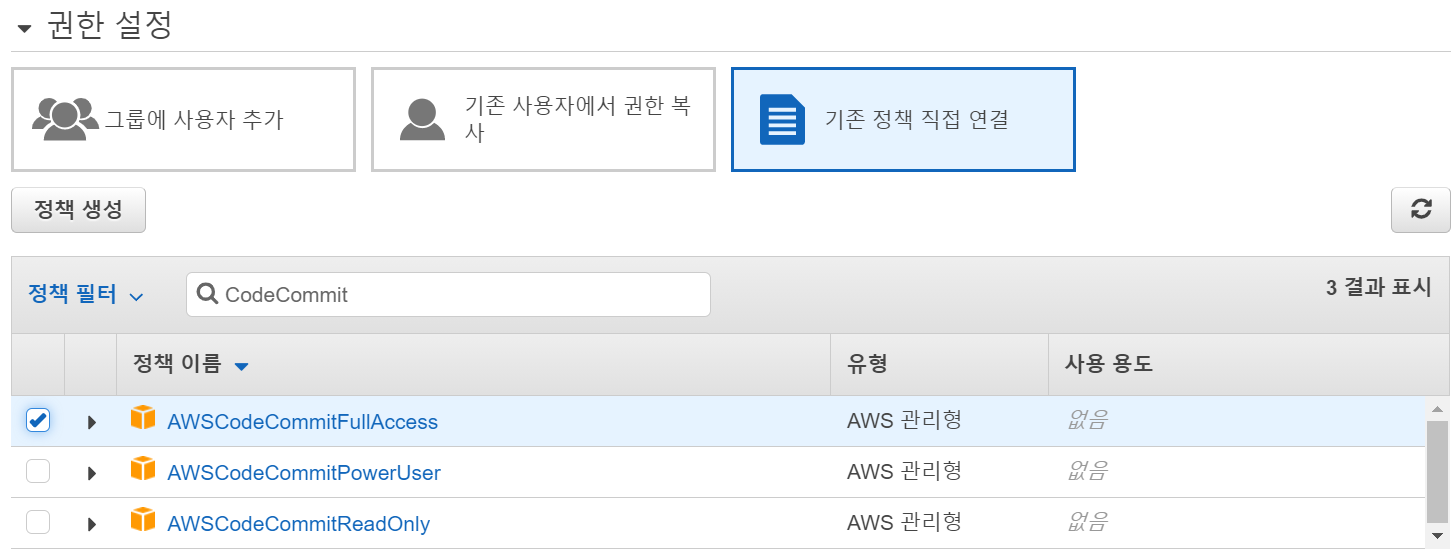 권한 설정
그룹에 사용자 추가
기존 사용자에서 권한 복
사
기존 정책 직접 연결
정책 생성
정책 필터
CodeCommit
3 결과 표시
정책 이름
유형
사용 용도
AWSCodeCommitFullAccess
AWS 관리형
없음
AWSCodeCommitPowerUser
AWS 관리형
없음
AWSCodeCommitReadOnly
AWS 관리형
없음